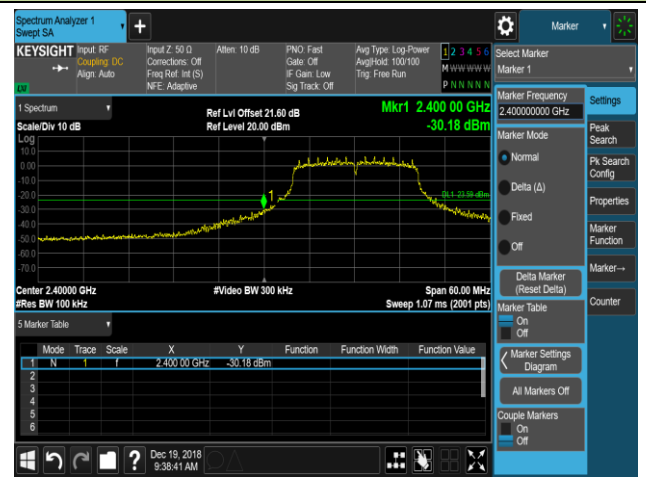 Spectrum Analyzer 1
Swept SA
+
Marker
KEYSIGHT
Input: RF
Coupling: DC
Align: Auto
Input Z: 50 Ω
Corrections: Off
Freq Ref: Int (S)
NFE: Adaptive
Atten: 10 dB
PNO: Fast
Gate: Off
IF Gain: Low
Sig Track: Off
Avg Type: Log-Power
Avg|Hold: 100/100
Trig: Free Run
1 2 3 4 5 6
M W W W W W
P N N N N N
LXI
1 Spectrum
Scale/Div 10 dB
Ref Lvl Offset 21.60 dB
Ref Level 20.00 dBm
Mkr1 2.400 00 GHz
-30.18 dBm
Log
10.0
0.00
-10.0
-20.0
-30.0
-40.0
-50.0
-60.0
-70.0
1
DL1 -23.58 dBm
Center 2.40000 GHz
#Res BW 100 kHz
#Video BW 300 kHz
Span 60.00 MHz
Sweep 1.07 ms (2001 pts)
5 Marker Table
Mode Trace Scale X Y Function Function Width Function Value
1 N 1 f 2.400 00 GHz -30.18 dBm
2
3
4
5
6
?
Dec 19, 2018
9:38:41 AM
Select Marker
Marker 1
Marker Frequency
2.400000000 GHz
Marker Mode
Normal
Delta (Δ)
Fixed
Off
Delta Marker
(Reset Delta)
Marker Table
On
Off
Marker Settings
Diagram
All Markers Off
Couple Markers
On
Off
Settings
Peak
Search
Pk Search
Config
Properties
Marker
Function
Marker→
Counter